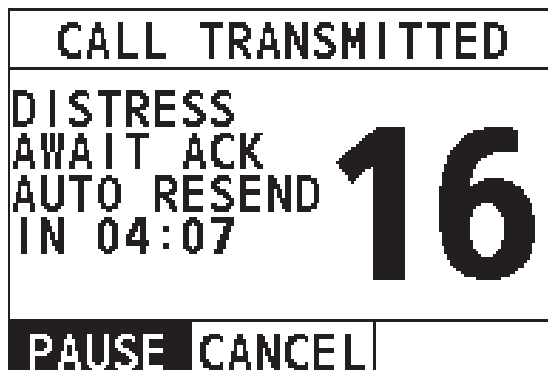 CALL TRANSMITTED
DISTRESS
AWAIT ACK
AUTO RESEND
IN 04:07
16
PAUSE CANCEL